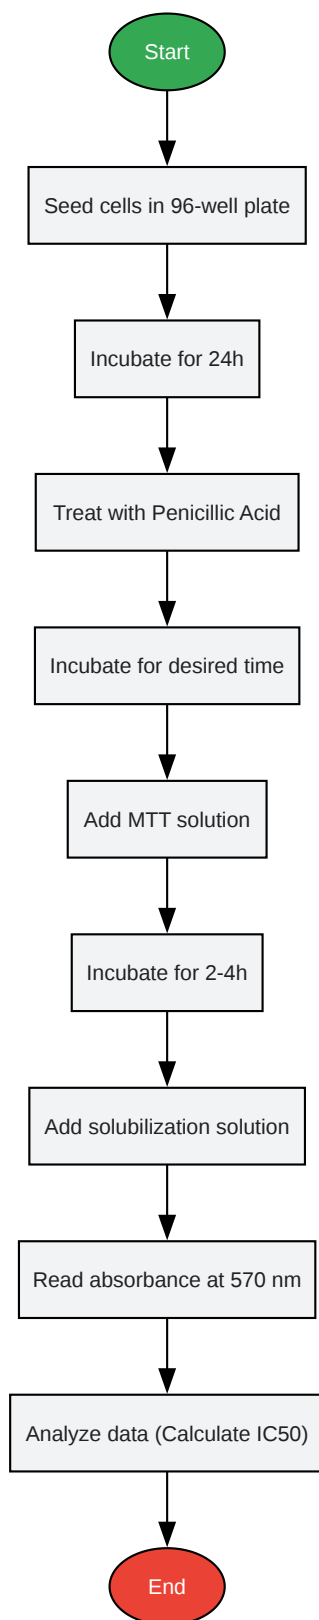 Start
Seed cells in 96-well plate
Incubate for 24h
Treat with Penicillic Acid
Incubate for desired time
Add MTT solution
Incubate for 2-4h
Add solubilization solution
Read absorbance at 570 nm
Analyze data (Calculate IC50)
End